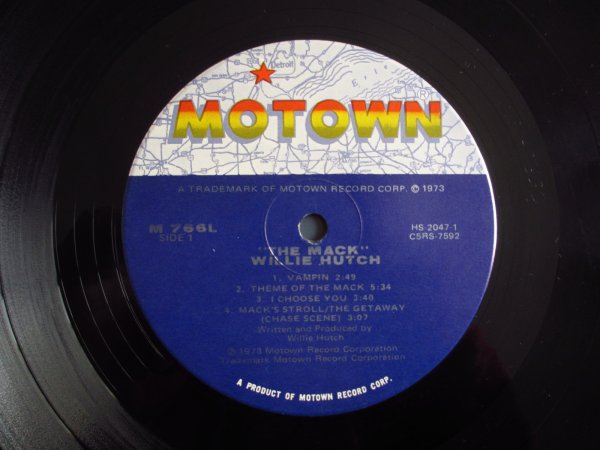 Detroit
MOTOWN
A TRADEMARK OF MOTOWN RECORD CORP. © 1973
M 766L
SIDE 1
HS-2047-1
CSRS-7592
"THE MACK"
WILLIE HUTCH
1. VAMPIN 2:49
2. THEME OF THE MACK 5:34
3. I CHOOSE YOU 3:40
4. MACK'S STROLL/THE GETAWAY
(CHASE SCENE) 3:07
Written and Produced by
Willie Hutch
℗ 1973 Motown Record Corporation
Trademark Motown Record Corporation
A PRODUCT OF MOTOWN RECORD CORP.